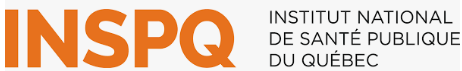 INSPQ
INSTITUT NATIONAL
DE SANTÉ PUBLIQUE
DU QUÉBEC